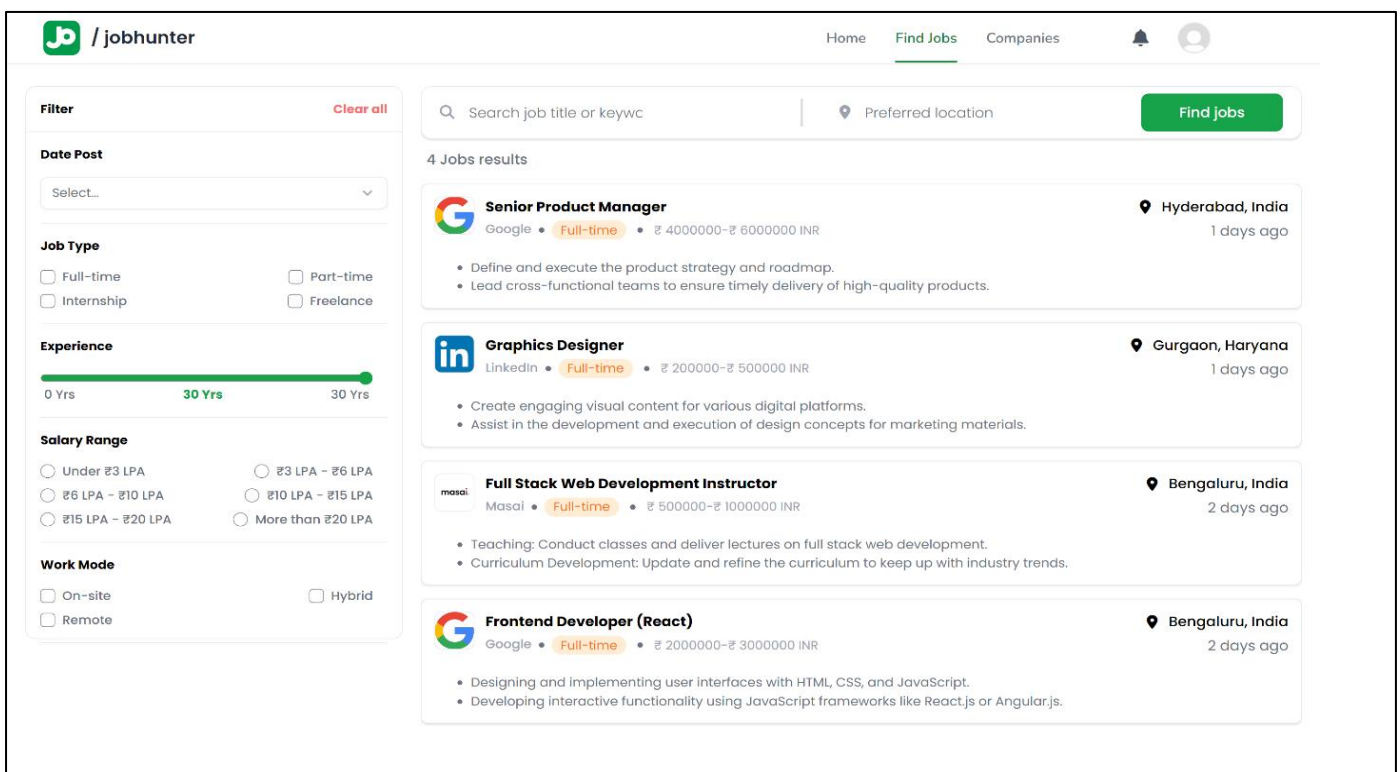 Jo / jobhunter
Home Find Jobs Companies
Filter Clear all
Date Post
Select...
Job Type
Full-time Part-time
Internship Freelance
Experience
0 Yrs 30 Yrs 30 Yrs
Salary Range
Under ₹3 LPA ₹3 LPA - ₹6 LPA
₹6 LPA - ₹10 LPA ₹10 LPA - ₹15 LPA
₹15 LPA - ₹20 LPA More than ₹20 LPA
Work Mode
On-site Hybrid
Remote
Search job title or keywc Preferred location Find jobs
4 Jobs results
Senior Product Manager Hyderabad, India
Google • Full-time • ₹ 4000000-₹ 6000000 INR 1 days ago
• Define and execute the product strategy and roadmap.
• Lead cross-functional teams to ensure timely delivery of high-quality products.
in Graphics Designer Gurgaon, Haryana
LinkedIn • Full-time • ₹ 200000-₹ 500000 INR 1 days ago
• Create engaging visual content for various digital platforms.
• Assist in the development and execution of design concepts for marketing materials.
masai Full Stack Web Development Instructor Bengaluru, India
Masai • Full-time • ₹ 500000-₹ 1000000 INR 2 days ago
• Teaching: Conduct classes and deliver lectures on full stack web development.
• Curriculum Development: Update and refine the curriculum to keep up with industry trends.
Frontend Developer (React) Bengaluru, India
Google • Full-time • ₹ 2000000-₹ 3000000 INR 2 days ago
• Designing and implementing user interfaces with HTML, CSS, and JavaScript.
• Developing interactive functionality using JavaScript frameworks like React.js or Angular.js.